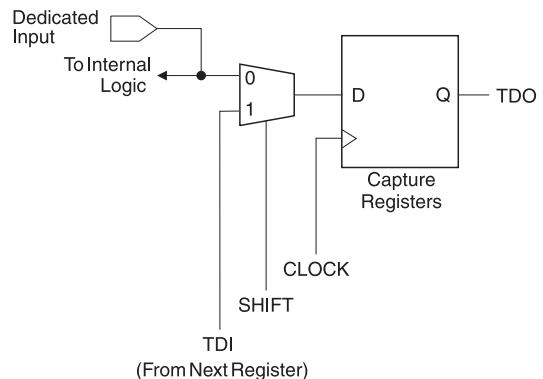 Dedicated
Input
To Internal
Logic
0
1
D
Q
TDO
Capture
Registers
CLOCK
SHIFT
TDI
(From Next Register)